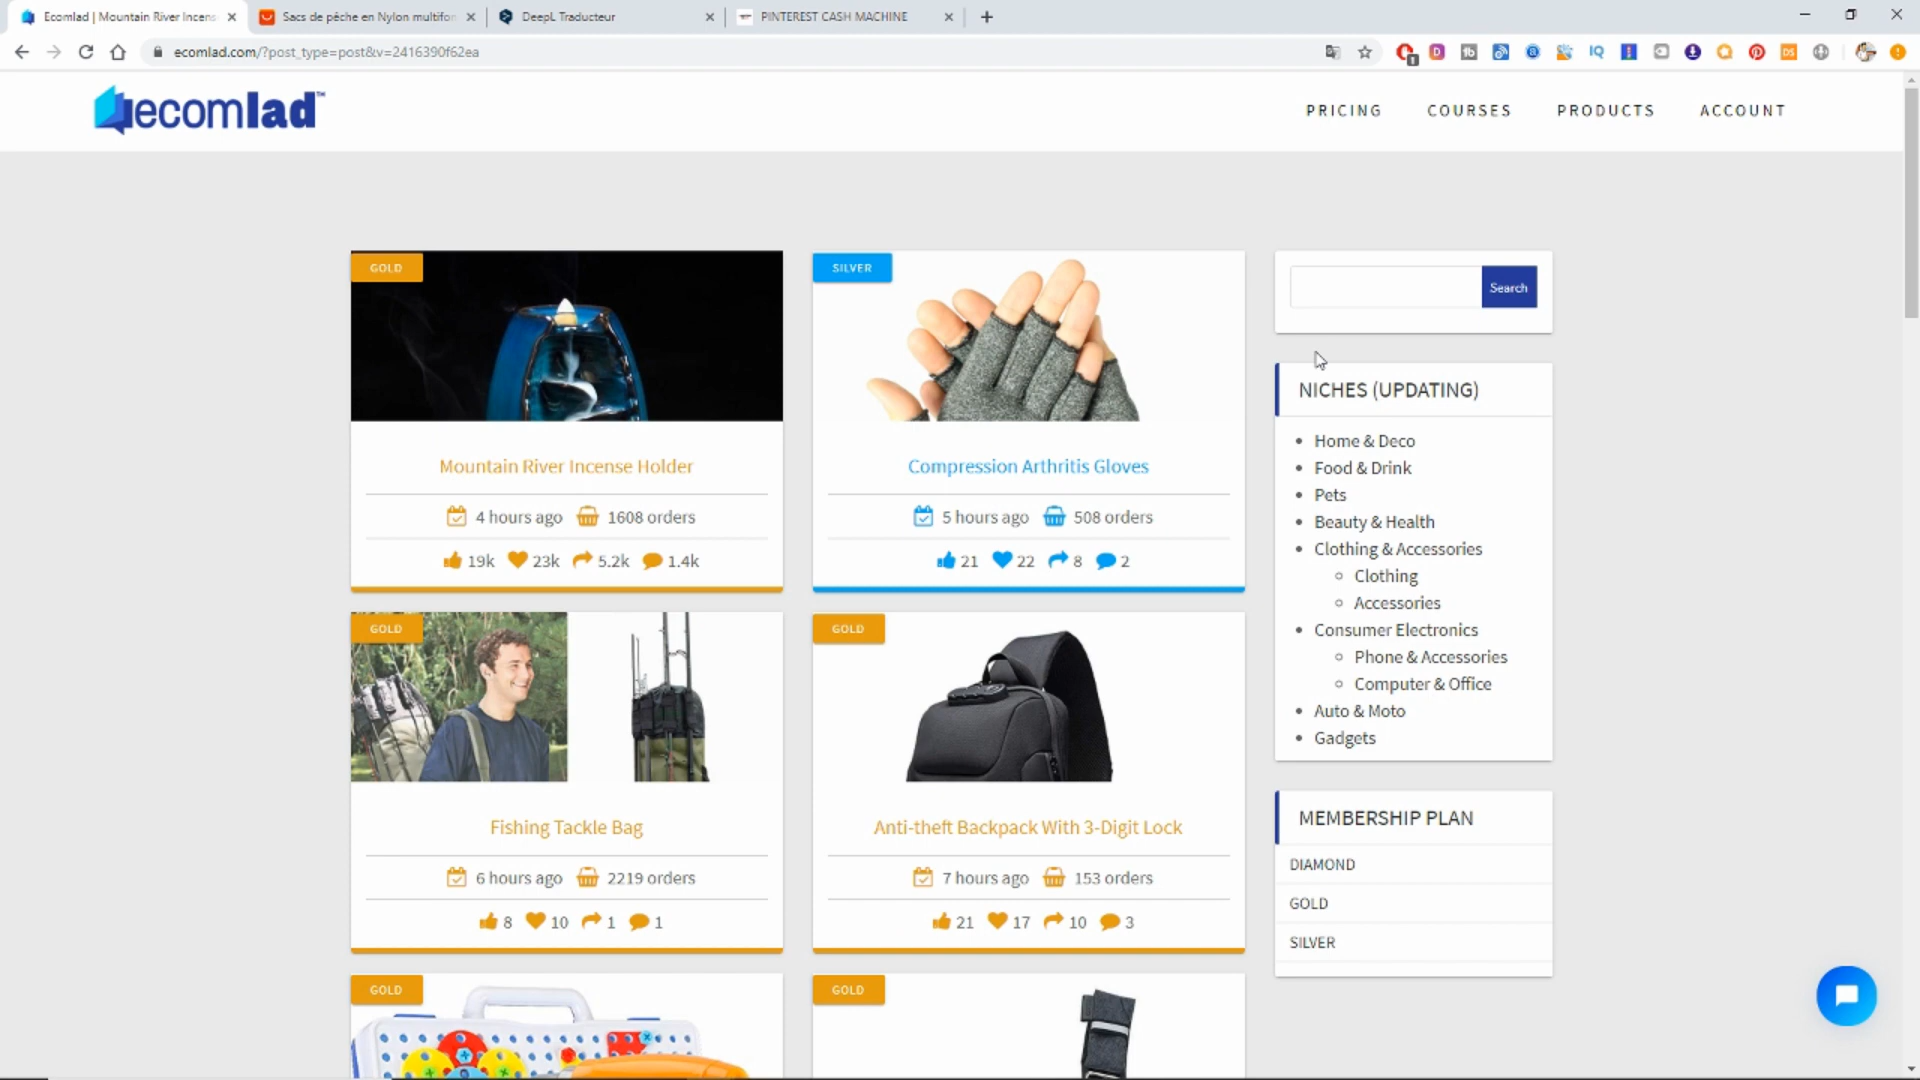 Ecomlad | Mountain River Incens
Sacs de pêche en Nylon multifon
DeepL Traducteur
PINTEREST CASH MACHINE
ecomlad.com/?post_type=post&v=2416390f62ea
ecomlad™
PRICING
COURSES
PRODUCTS
ACCOUNT
GOLD
Mountain River Incense Holder
4 hours ago 1608 orders
19k 23k 5.2k 1.4k
SILVER
Compression Arthritis Gloves
5 hours ago 508 orders
21 22 8 2
GOLD
Fishing Tackle Bag
6 hours ago 2219 orders
8 10 1 1
GOLD
Anti-theft Backpack With 3-Digit Lock
7 hours ago 153 orders
21 17 10 3
GOLD
GOLD
Search
NICHES (UPDATING)
Home & Deco
Food & Drink
Pets
Beauty & Health
Clothing & Accessories
Clothing
Accessories
Consumer Electronics
Phone & Accessories
Computer & Office
Auto & Moto
Gadgets
MEMBERSHIP PLAN
DIAMOND
GOLD
SILVER